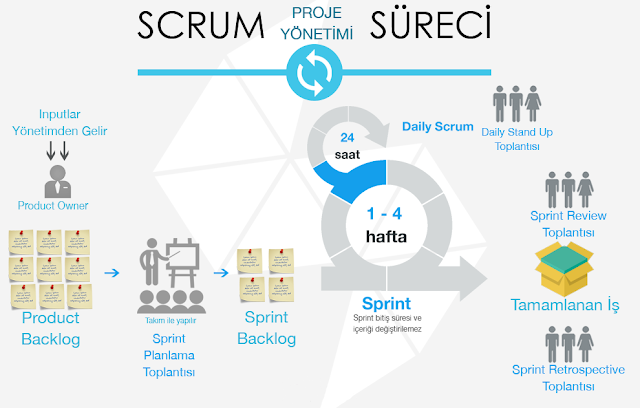 SCRUM PROJE YÖNETİMİ SÜRECİ
Inputlar
Yönetimden Gelir
Product Owner
Product
Backlog
Takım ile yapılır
Sprint
Planlama
Toplantısı
Sprint
Backlog
24
saat
Daily Scrum
Daily Stand Up
Toplantısı
1 - 4
hafta
Sprint
Sprint bitiş süresi ve
içeriği değiştirilemez
Sprint Review
Toplantısı
Tamamlanan İş
Sprint Retrospective
Toplantısı